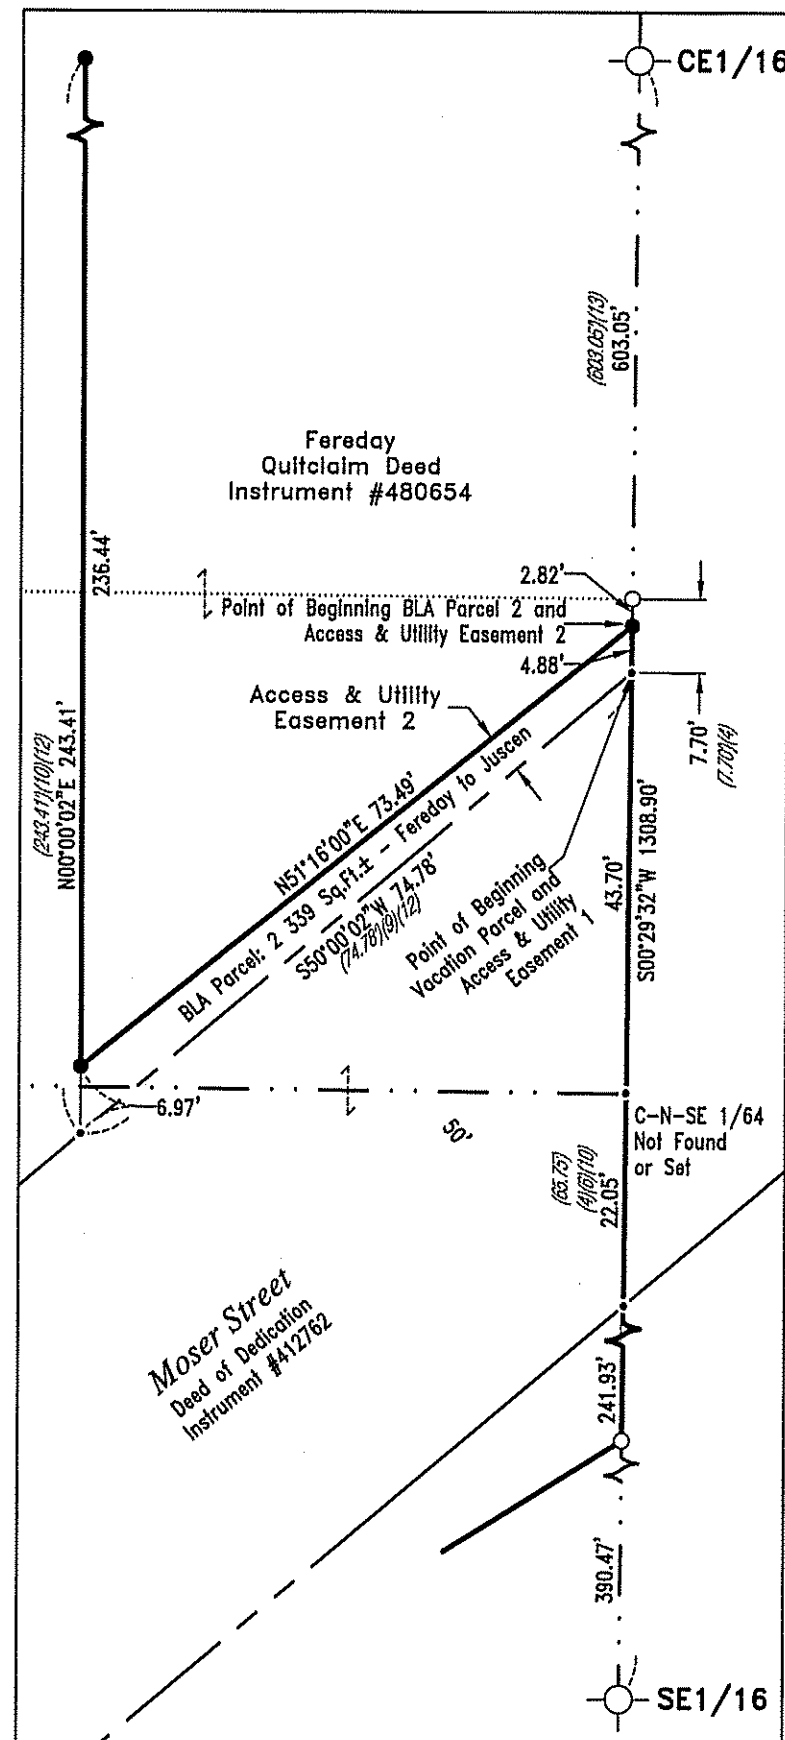 CE1/16
(603.05)(13)
603.05'
Fereday
Quitclaim Deed
Instrument #480654
236.44'
2.82'
Point of Beginning BLA Parcel 2 and
Access & Utility Easement 2
4.88'
Access & Utility
Easement 2
7.70'
(7.70)(4)
(243.41)(10)(12)
N00°00'02"E 243.41'
N51°16'00"E 73.49'
BLA Parcel: 2 339 Sq.Ft.± - Fereday to Juscen
S50°00'02"W 74.78'
(74.78)(9)(12)
Point of Beginning
Vacation Parcel and
Access & Utility
Easement 1
43.70'
S00°29'32"W 1308.90'
6.97'
50'
C-N-SE 1/64
Not Found
or Set
(65.75)
(4)(6)(10)
22.05'
Moser Street
Deed of Dedication
Instrument #412762
241.93'
390.47'
SE1/16